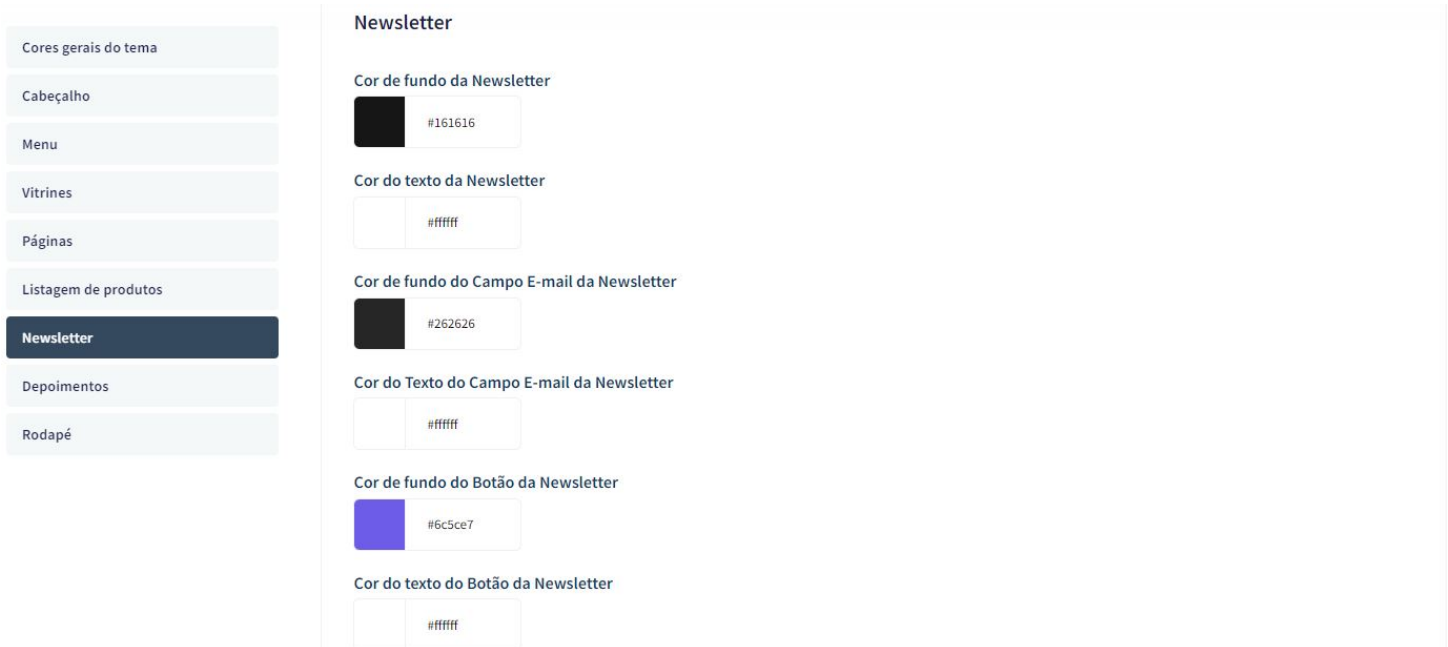 Cores gerais do tema
Cabeçalho
Menu
Vitrines
Páginas
Listagem de produtos
Newsletter
Depoimentos
Rodapé
Newsletter
Cor de fundo da Newsletter
#161616
Cor do texto da Newsletter
#ffffff
Cor de fundo do Campo E-mail da Newsletter
#262626
Cor do Texto do Campo E-mail da Newsletter
#ffffff
Cor de fundo do Botão da Newsletter
#6c5ce7
Cor do texto do Botão da Newsletter
#ffffff